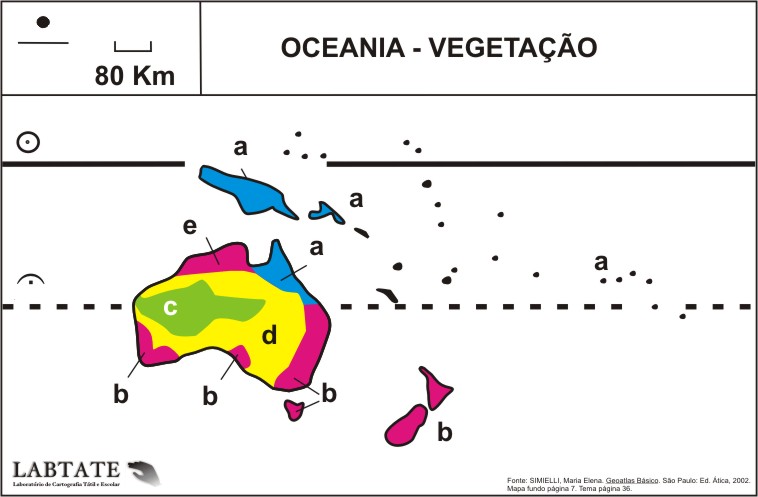 OCEANIA - VEGETAÇÃO
80 Km
a
a
e
a
a
c
d
b
b
b
b
LABTATE
Laboratório de Cartografia Tátil e Escolar
Fonte: SIMIELLI, Maria Elena. Geoatlas Básico. São Paulo: Ed. Ática, 2002.
Mapa fundo página 7. Tema página 36.